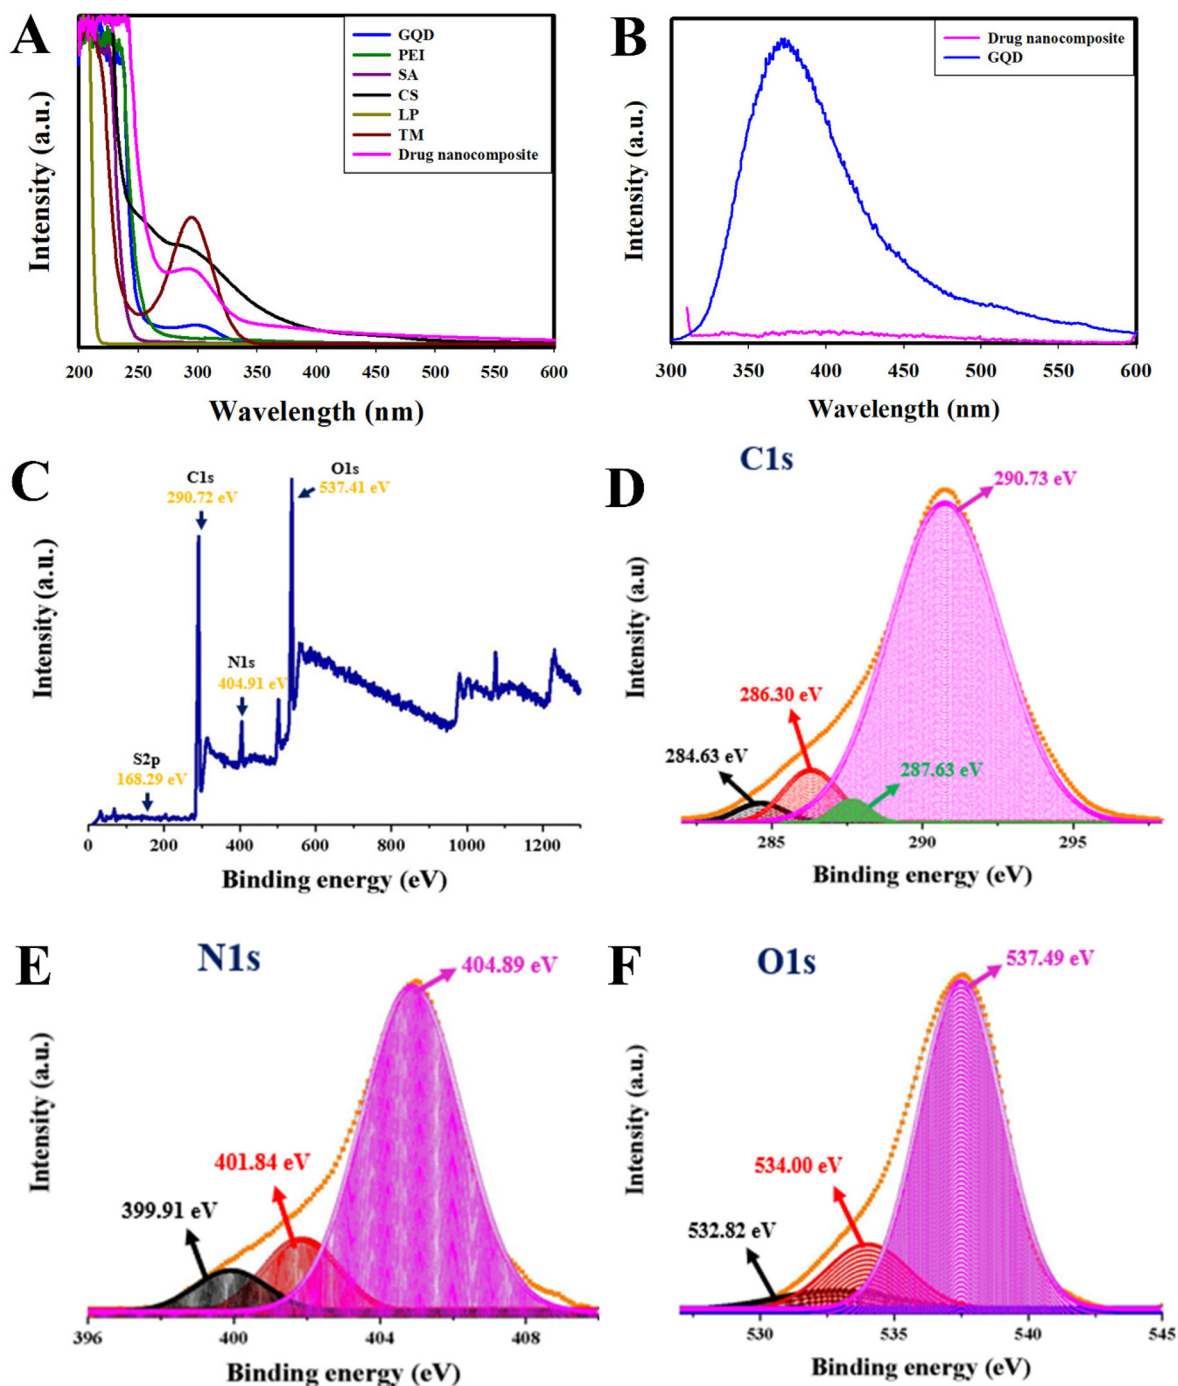 A
GQD
PEI
SA
CS
LP
TM
Drug nanocomposite
Intensity (a.u.)
200 250 300 350 400 450 500 550 600
Wavelength (nm)
B
Drug nanocomposite
GQD
Intensity (a.u.)
300 350 400 450 500 550 600
Wavelength (nm)
C
C1s
290.72 eV
O1s
537.41 eV
N1s
404.91 eV
S2p
168.29 eV
Intensity (a.u.)
0 200 400 600 800 1000 1200
Binding energy (eV)
D
C1s
290.73 eV
286.30 eV
284.63 eV
287.63 eV
Intensity (a.u)
285 290 295
Binding energy (eV)
E
N1s
404.89 eV
401.84 eV
399.91 eV
Intensity (a.u.)
396 400 404 408
Binding energy (eV)
F
O1s
537.49 eV
534.00 eV
532.82 eV
Intensity (a.u.)
530 535 540 545
Binding energy (eV)